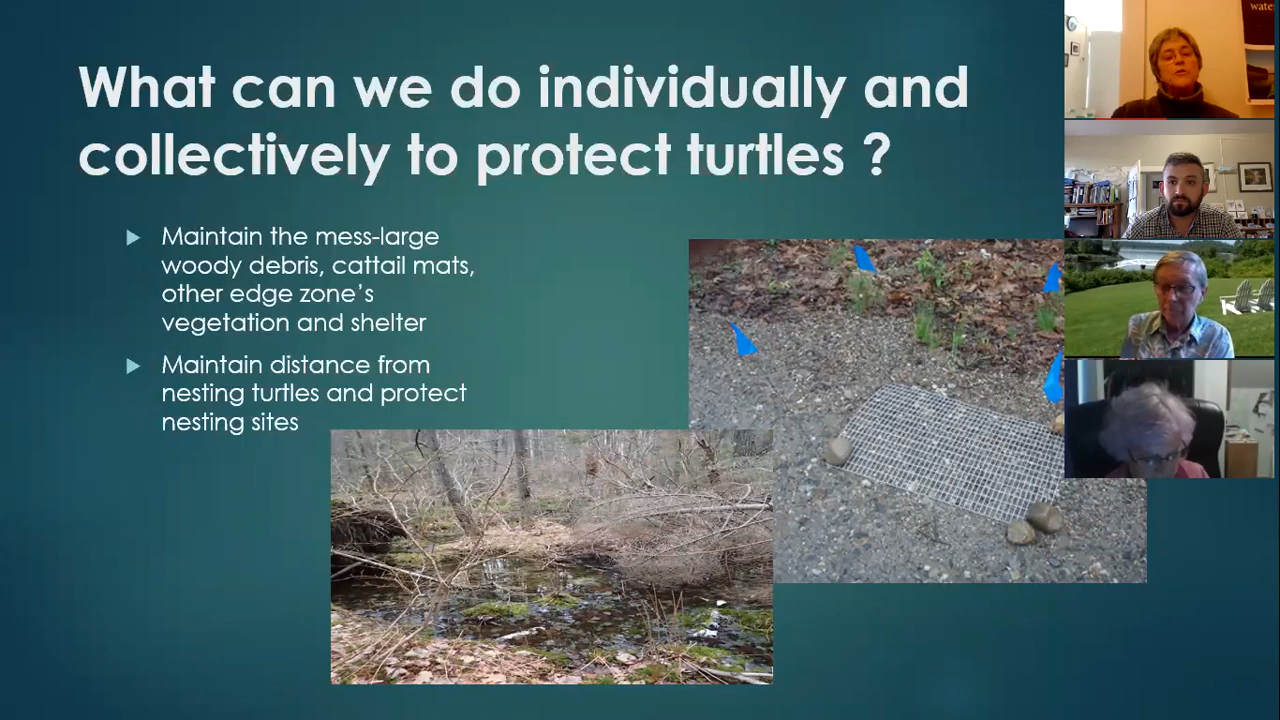 What can we do individually and
collectively to protect turtles ?
Maintain the mess-large
woody debris, cattail mats,
other edge zone's
vegetation and shelter
Maintain distance from
nesting turtles and protect
nesting sites